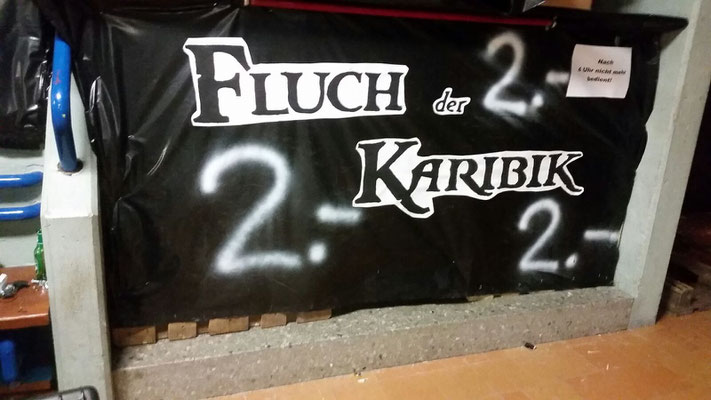 FLUCH
der
KARIBIK
2.-
2.-
2.-
Nach
6 Uhr nicht mehr
bedient!